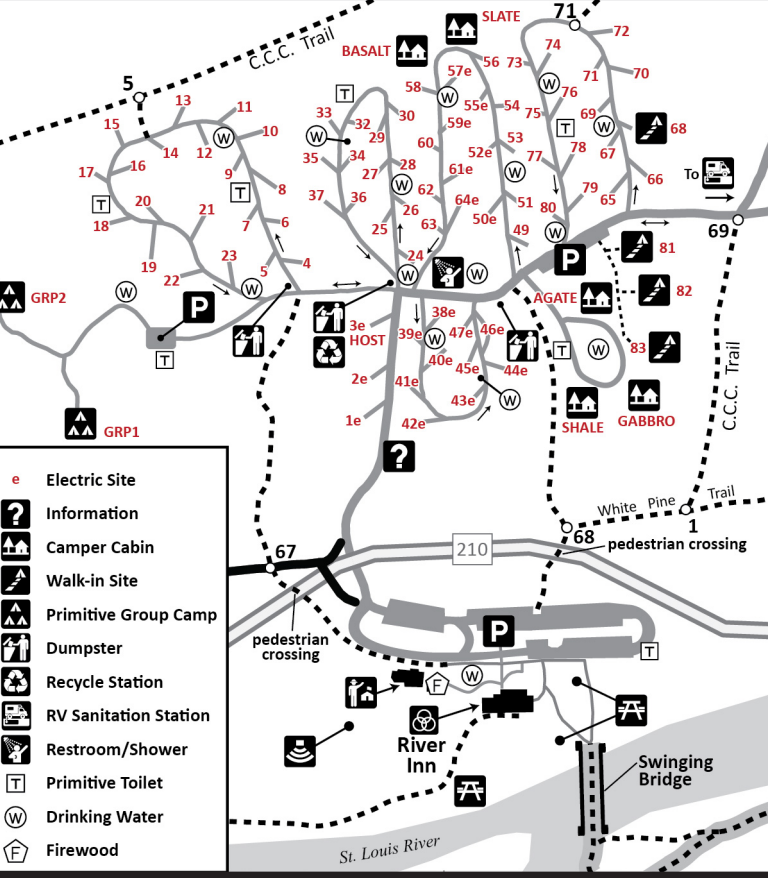 71
SLATE
72
C.C.C. Trail
BASALT
74
56
73
57e
71
70
5
58
W
W
76
T
13
11
33
30
55e
54
75
69
15
32
59e
T
W
68
W
10
W
29
53
14
12
60
52e
78
67
35
34
28
77
16
9
27
61e
W
To
17
8
W
66
T
37
36
62
51
79
T
20
26
64e
65
18
21
7
6
25
63
50e
80
69
49
W
81
19
23
5
4
24
22
W
W
W
P
GRP2
W
82
P
AGATE
38e
3e
HOST
39e
W
47e
46e
T
40e
T
W
83
2e
45e
44e
41e
C.C.C. Trail
43e
W
1e
SHALE
GABBRO
42e
GRP1
?
e Electric Site
? Information
Camper Cabin
Walk-in Site
Primitive Group Camp
Dumpster
Recycle Station
RV Sanitation Station
Restroom/Shower
T Primitive Toilet
W Drinking Water
F Firewood
White Pine Trail
1
68
pedestrian crossing
67
210
pedestrian
crossing
P
T
F
W
River
Inn
Swinging
Bridge
St. Louis River